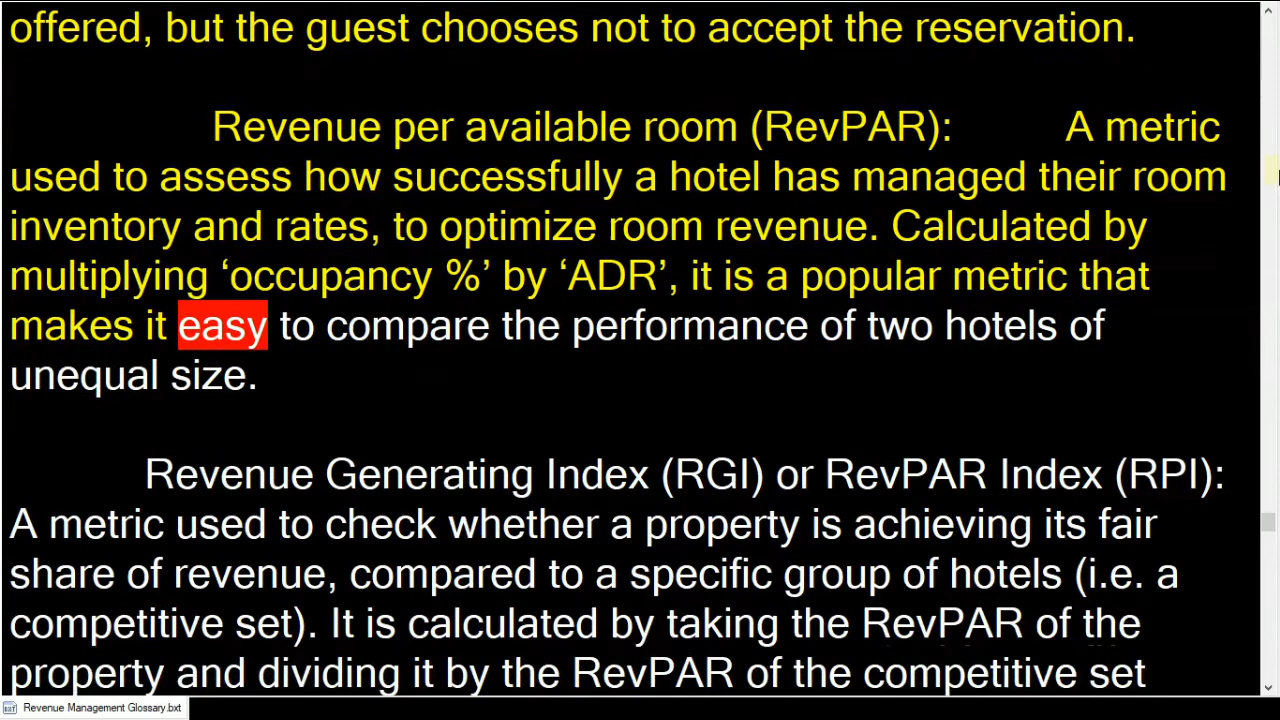 offered, but the guest chooses not to accept the reservation.
Revenue per available room (RevPAR): A metric
used to assess how successfully a hotel has managed their room
inventory and rates, to optimize room revenue. Calculated by
multiplying ‘occupancy %’ by ‘ADR’, it is a popular metric that
makes it easy to compare the performance of two hotels of
unequal size.
Revenue Generating Index (RGI) or RevPAR Index (RPI):
A metric used to check whether a property is achieving its fair
share of revenue, compared to a specific group of hotels (i.e. a
competitive set). It is calculated by taking the RevPAR of the
property and dividing it by the RevPAR of the competitive set
Revenue Management Glossary.bxt